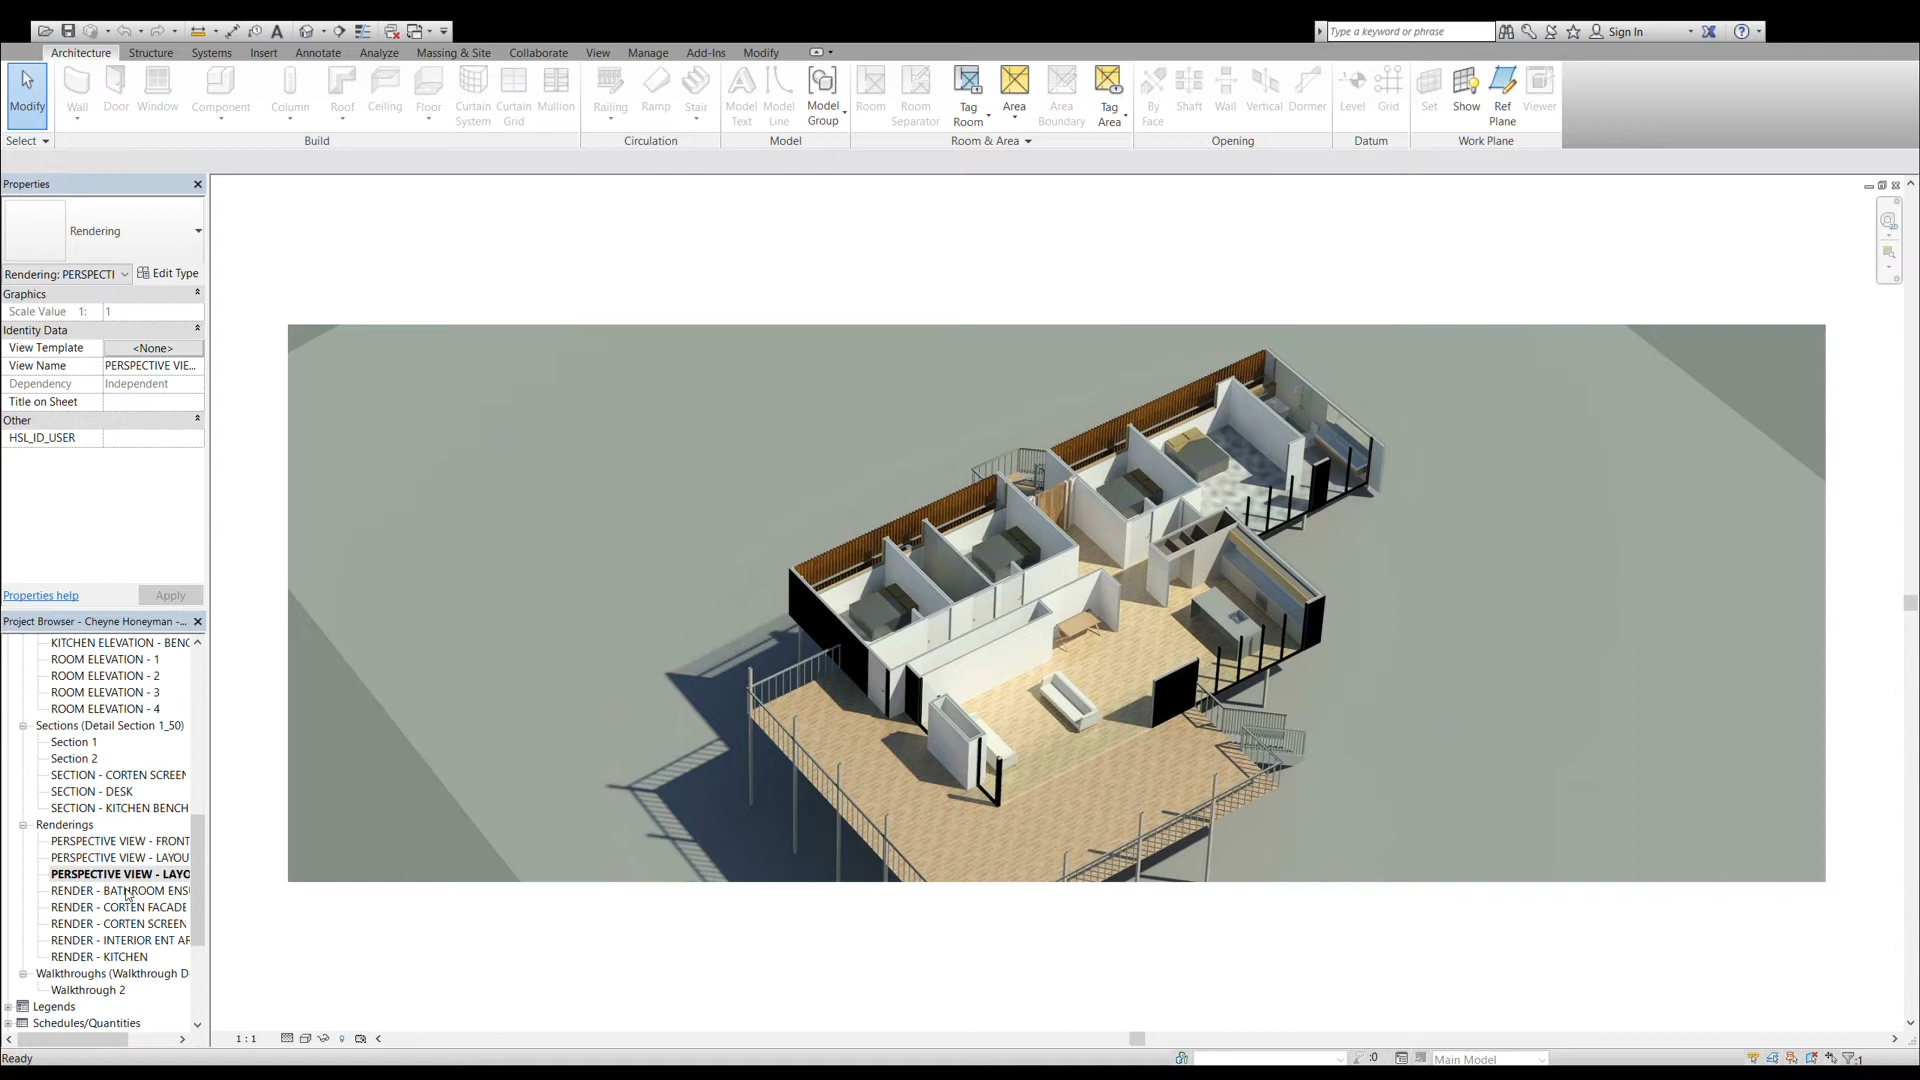 Type a keyword or phrase
Sign In
Architecture Structure Systems Insert Annotate Analyze Massing & Site Collaborate View Manage Add-Ins Modify
Modify Wall Door Window Component Column Roof Ceiling Floor Curtain System Curtain Grid Mullion Railing Ramp Stair Model Text Model Line Model Group Room Room Separator Tag Room Area Area Boundary Tag Area By Face Shaft Wall Vertical Dormer Level Grid Set Show Ref Plane Viewer
Select Build Circulation Model Room & Area Opening Datum Work Plane
Properties
Rendering
Rendering: PERSPECTI Edit Type
Graphics
Scale Value 1: 1
Identity Data
View Template <None>
View Name PERSPECTIVE VIE...
Dependency Independent
Title on Sheet
Other
HSL_ID_USER
Properties help Apply
Project Browser - Cheyne Honeyman -...
KITCHEN ELEVATION - BENC
ROOM ELEVATION - 1
ROOM ELEVATION - 2
ROOM ELEVATION - 3
ROOM ELEVATION - 4
Sections (Detail Section 1_50)
Section 1
Section 2
SECTION - CORTEN SCREEN
SECTION - DESK
SECTION - KITCHEN BENCH
Renderings
PERSPECTIVE VIEW - FRONT
PERSPECTIVE VIEW - LAYOU
PERSPECTIVE VIEW - LAYO
RENDER - BATHROOM ENS
RENDER - CORTEN FACADE
RENDER - CORTEN SCREEN
RENDER - INTERIOR ENT AR
RENDER - KITCHEN
Walkthroughs (Walkthrough D
Walkthrough 2
Legends
Schedules/Quantities
1 : 1
Ready
:0
Main Model
:1